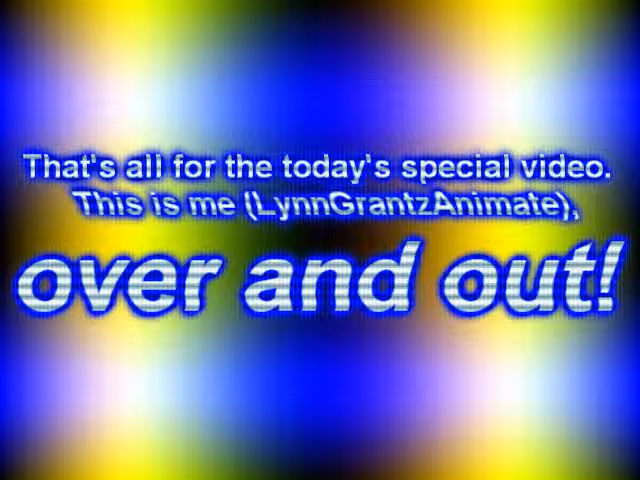 That's all for the today's special video.
This is me (LynnGrantzAnimate),
over and out!